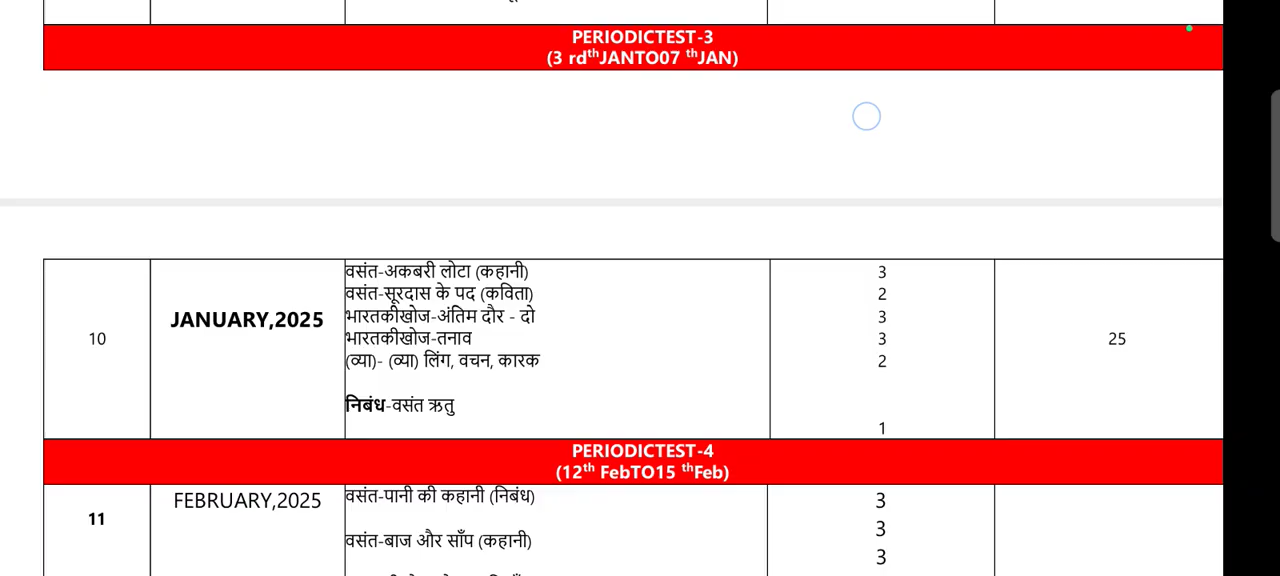 PERIODICTEST-3
(3 rdthJANTO07 thJAN)
10
JANUARY,2025
वसंत-अकबरी लोटा (कहानी)
वसंत-सूरदास के पद (कविता)
भारतकीखोज-अंतिम दौर - दो
भारतकीखोज-तनाव
(व्या)- (व्या) लिंग, वचन, कारक
निबंध-वसंत ऋतु
3
2
3
3
2
1
25
PERIODICTEST-4
(12th FebTO15 thFeb)
11
FEBRUARY,2025
वसंत-पानी की कहानी (निबंध)
वसंत-बाज और साँप (कहानी)
3
3
3